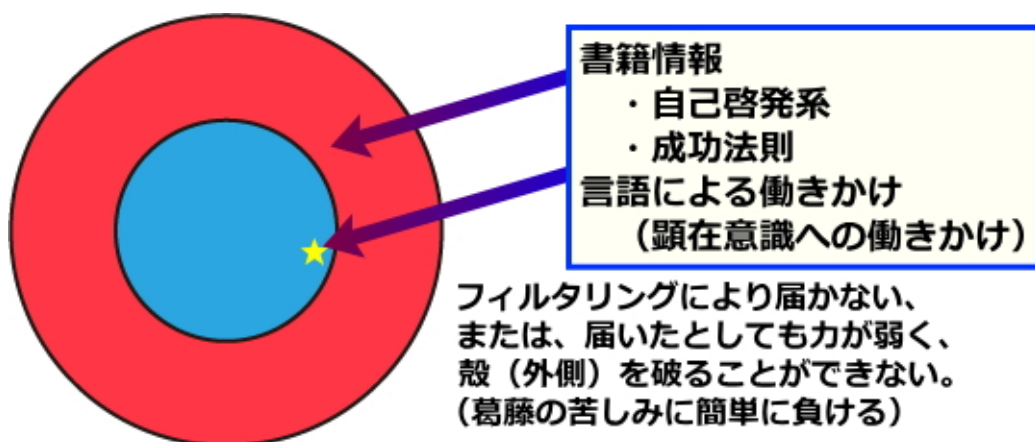 書籍情報
・自己啓発系
・成功法則
言語による働きかけ
（顕在意識への働きかけ）
フィルタリングにより届かない、
または、届いたとしても力が弱く、
殻（外側）を破ることができない。
（葛藤の苦しみに簡単に負ける）